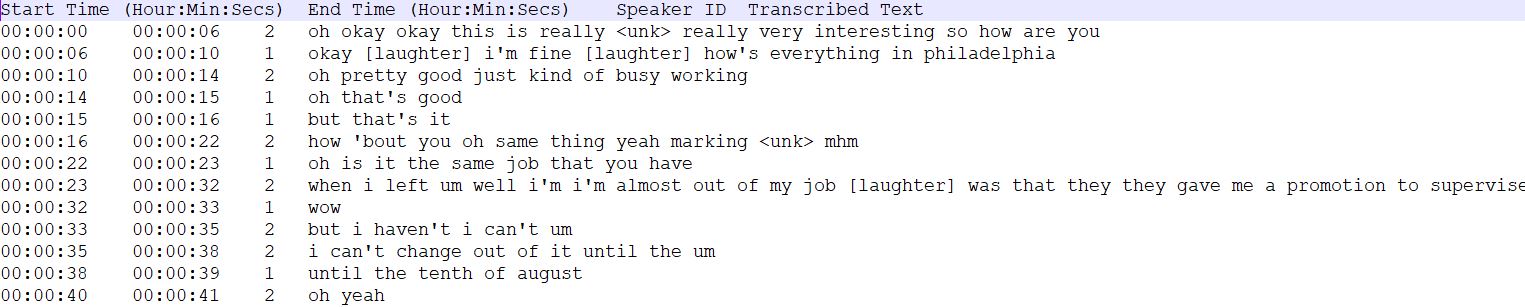 Start Time (Hour:Min:Secs) End Time (Hour:Min:Secs) Speaker ID Transcribed Text
00:00:00 00:00:06 2 oh okay okay this is really <unk> really very interesting so how are you
00:00:06 00:00:10 1 okay [laughter] i'm fine [laughter] how's everything in philadelphia
00:00:10 00:00:14 2 oh pretty good just kind of busy working
00:00:14 00:00:15 1 oh that's good
00:00:15 00:00:16 1 but that's it
00:00:16 00:00:22 2 how 'bout you oh same thing yeah marking <unk> mhm
00:00:22 00:00:23 1 oh is it the same job that you have
00:00:23 00:00:32 2 when i left um well i'm i'm almost out of my job [laughter] was that they they gave me a promotion to supervise
00:00:32 00:00:33 1 wow
00:00:33 00:00:35 2 but i haven't i can't um
00:00:35 00:00:38 2 i can't change out of it until the um
00:00:38 00:00:39 1 until the tenth of august
00:00:40 00:00:41 2 oh yeah